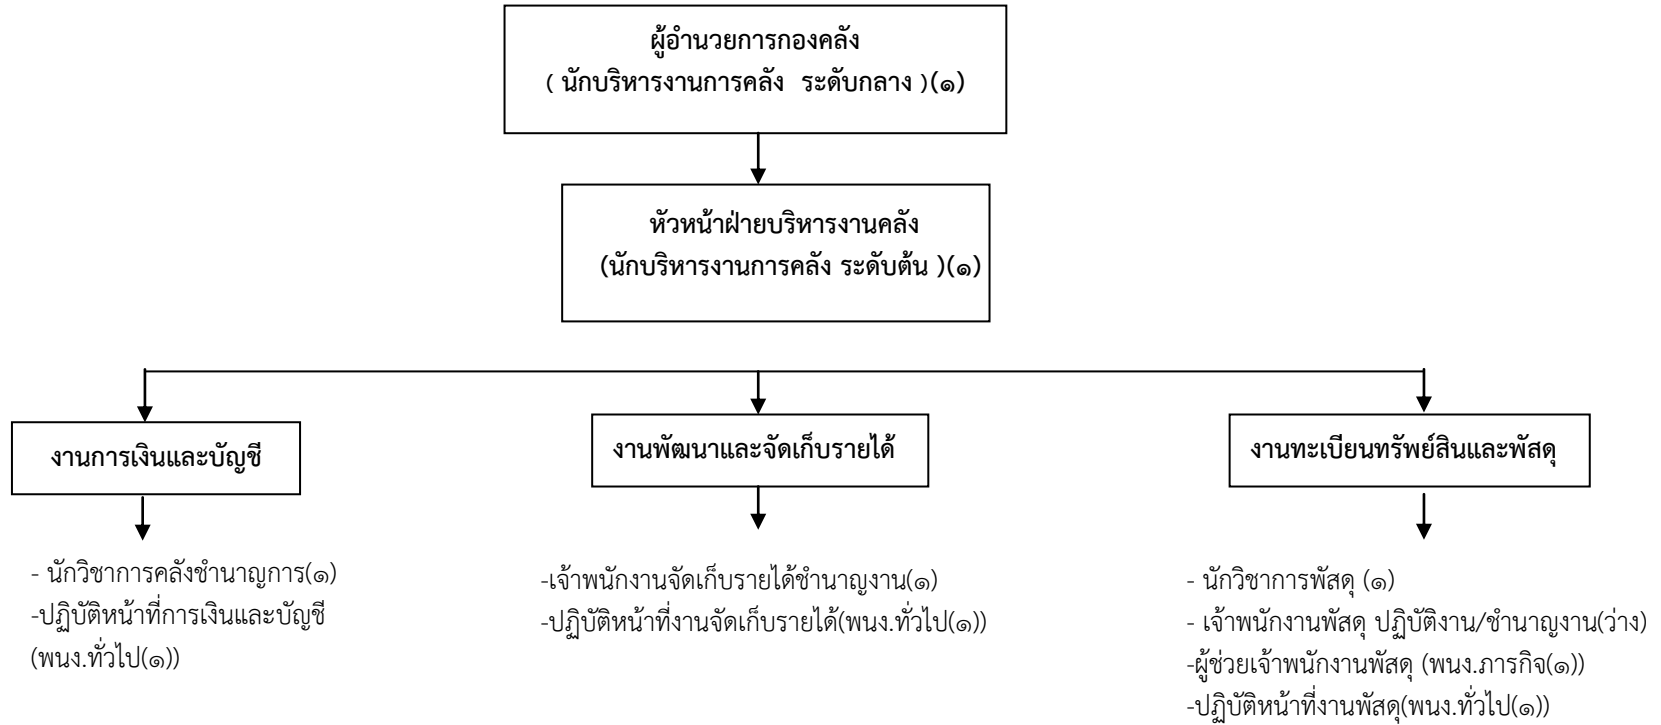 ผู้อำนวยการกองคลัง
( นักบริหารงานการคลัง ระดับกลาง )(๑)
หัวหน้าฝ่ายบริหารงานคลัง
(นักบริหารงานการคลัง ระดับต้น )(๑)
งานการเงินและบัญชี
งานพัฒนาและจัดเก็บรายได้
งานทะเบียนทรัพย์สินและพัสดุ
- นักวิชาการคลังชำนาญการ(๑)
-ปฏิบัติหน้าที่การเงินและบัญชี
(พนง.ทั่วไป(๑))
-เจ้าพนักงานจัดเก็บรายได้ชำนาญงาน(๑)
-ปฏิบัติหน้าที่งานจัดเก็บรายได้(พนง.ทั่วไป(๑))
- นักวิชาการพัสดุ (๑)
- เจ้าพนักงานพัสดุ ปฏิบัติงาน/ชำนาญงาน(ว่าง)
-ผู้ช่วยเจ้าพนักงานพัสดุ (พนง.ภารกิจ(๑))
-ปฏิบัติหน้าที่งานพัสดุ(พนง.ทั่วไป(๑))